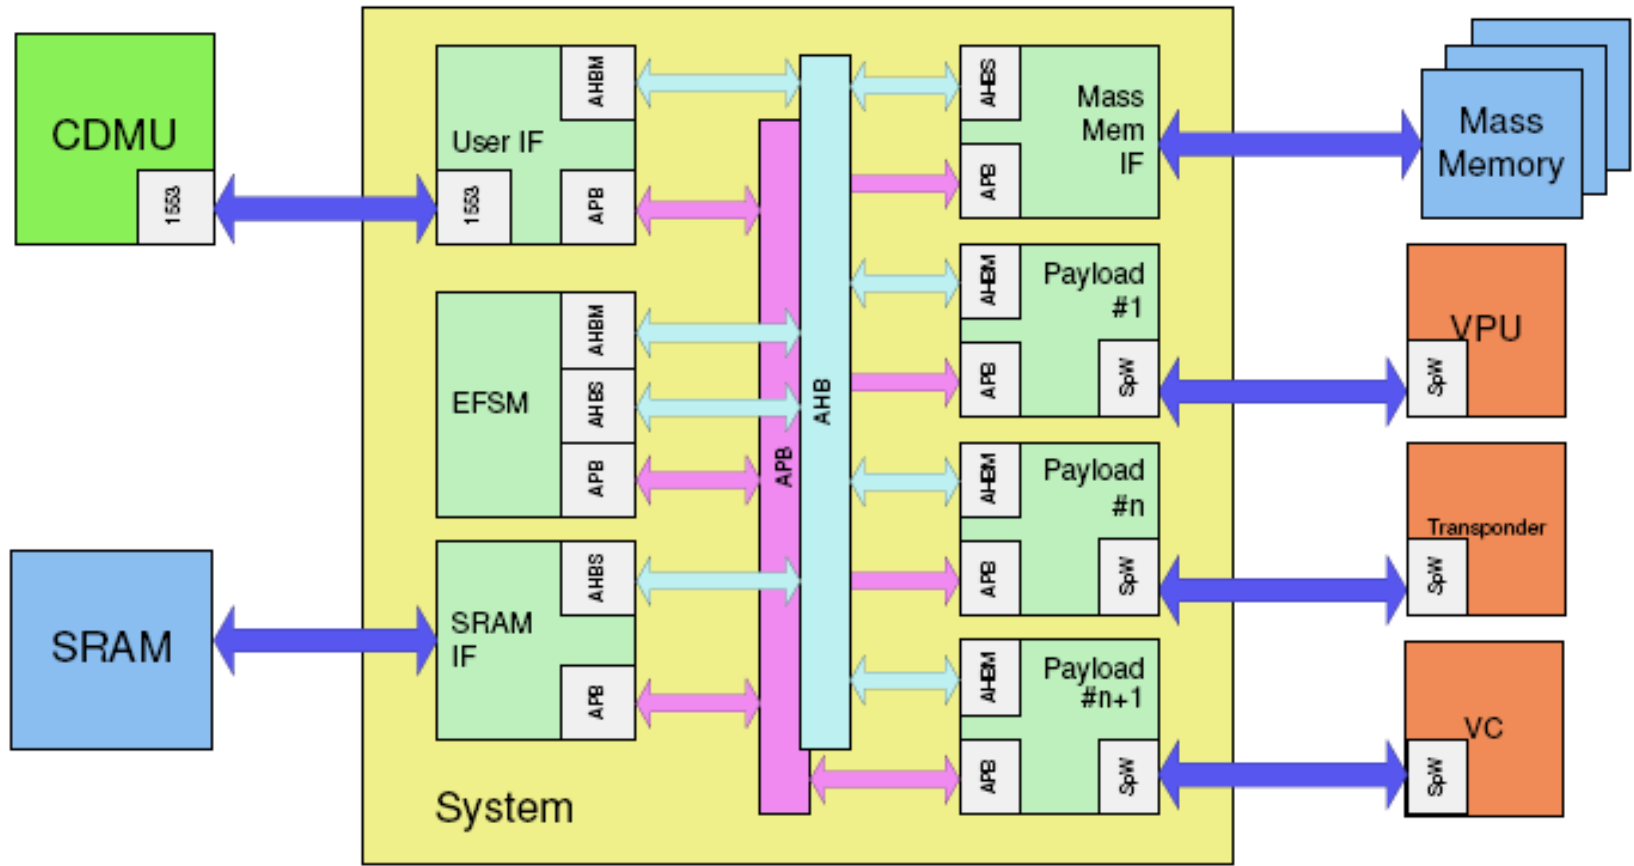 CDMU
1553
User IF
AHBM
1553
APB
EFSM
AHBM
AHBS
APB
SRAM
SRAM
IF
AHBS
APB
System
APB
AHB
AHBS
Mass
Mem
IF
APB
AHBM
Payload
#1
APB
SpW
AHBM
Payload
#n
APB
SpW
AHBM
Payload
#n+1
APB
SpW
Mass
Memory
VPU
SpW
Transponder
SpW
VC
SpW